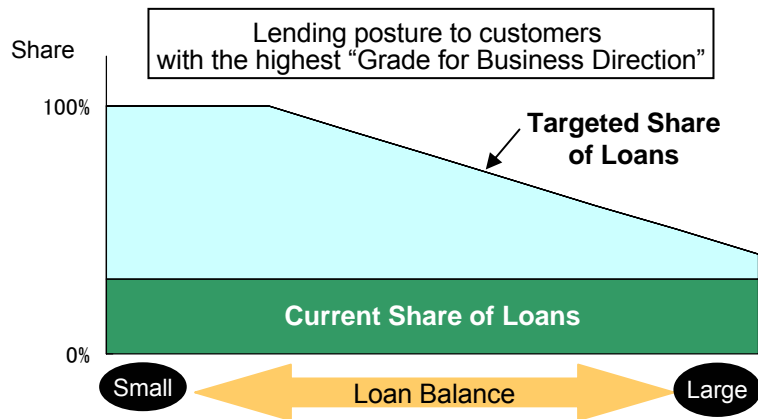 Lending posture to customers
with the highest “Grade for Business Direction”
Share
100%
Targeted Share
of Loans
Current Share of Loans
0%
Small
Loan Balance
Large